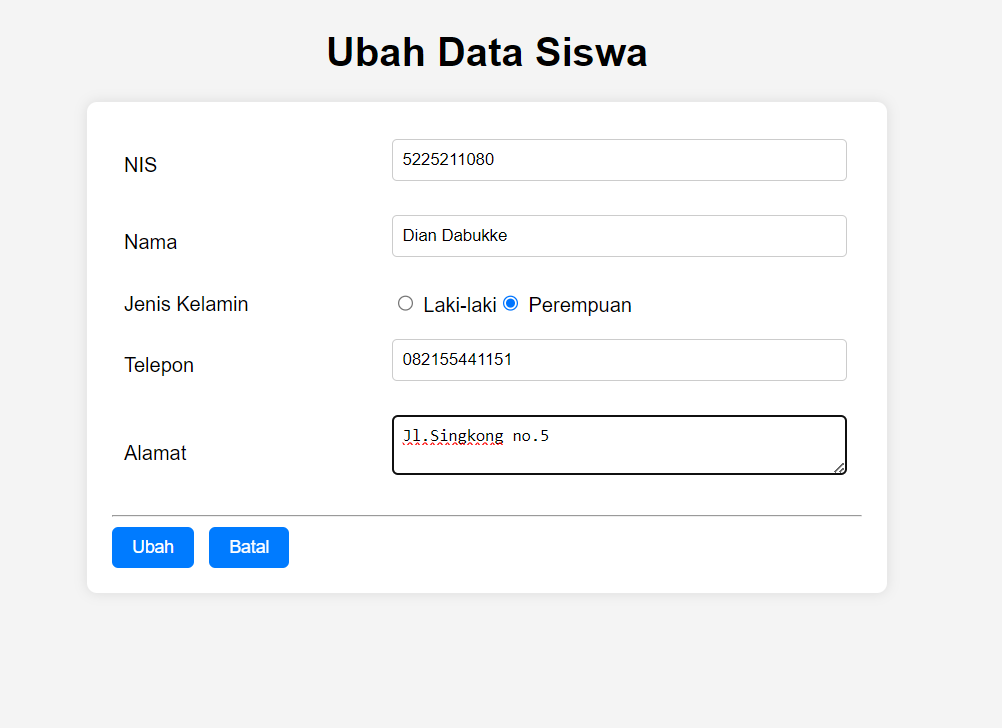 Ubah Data Siswa
NIS 5225211080
Nama Dian Dabukke
Jenis Kelamin Laki-laki Perempuan
Telepon 082155441151
Alamat Jl.Singkong no.5
Ubah Batal